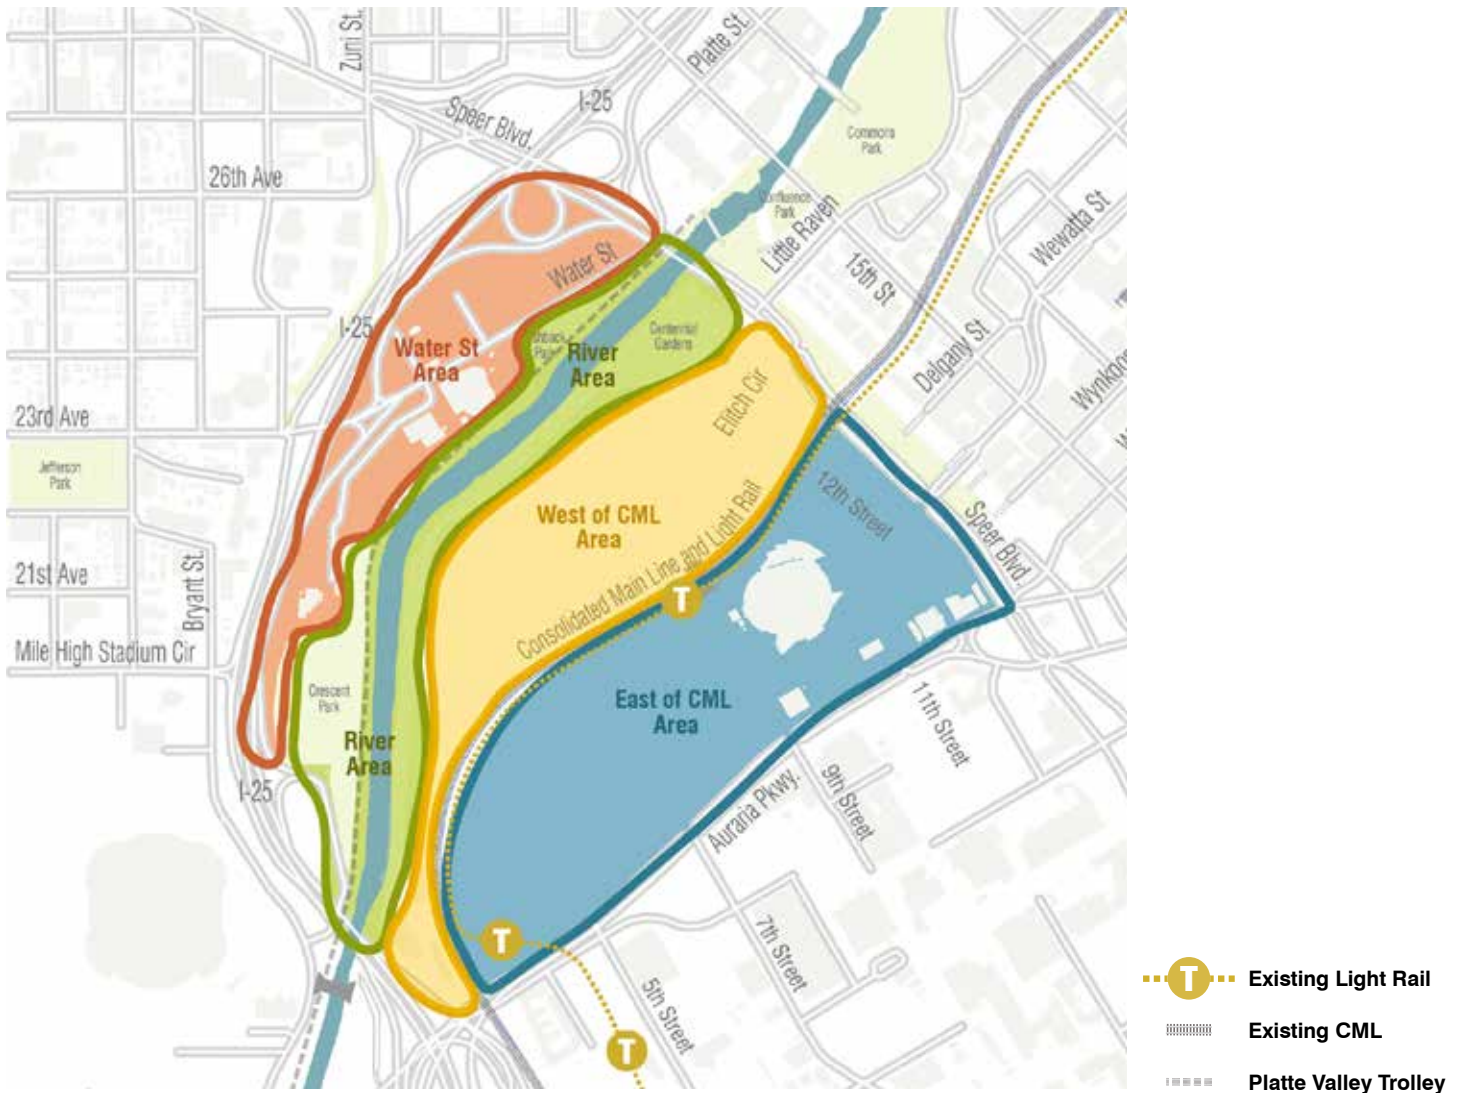 Zuni St.
Platte St.
I-25
Speer Blvd.
Commons
Park
26th Ave
Confluence
Park
Little Raven
Wewatta St
Water St
15th St
I-25
Centennial
Gardens
Water St
Area
River
Area
Delgany St
Elitch Cir
23rd Ave
Jefferson
Park
12th Street
West of CML
Area
Speer Blvd.
Consolidated Main Line and Light Rail
21st Ave
Bryant St.
T
Mile High Stadium Cir
Crescent
Park
East of CML
Area
11th Street
River
Area
I-25
Auraria Pkwy.
9th Street
T
7th Street
5th Street
T
T Existing Light Rail
Existing CML
Platte Valley Trolley